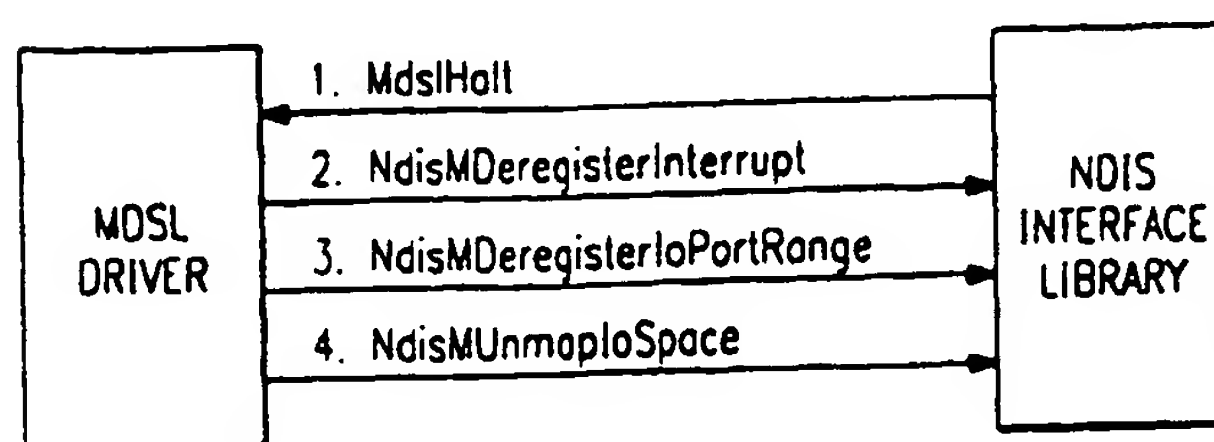 1. MdslHalt
2. NdisMDeregisterInterrupt
3. NdisMDeregisterIoPortRange
4. NdisMUnmapIoSpace
MDSL
DRIVER
NDIS
INTERFACE
LIBRARY